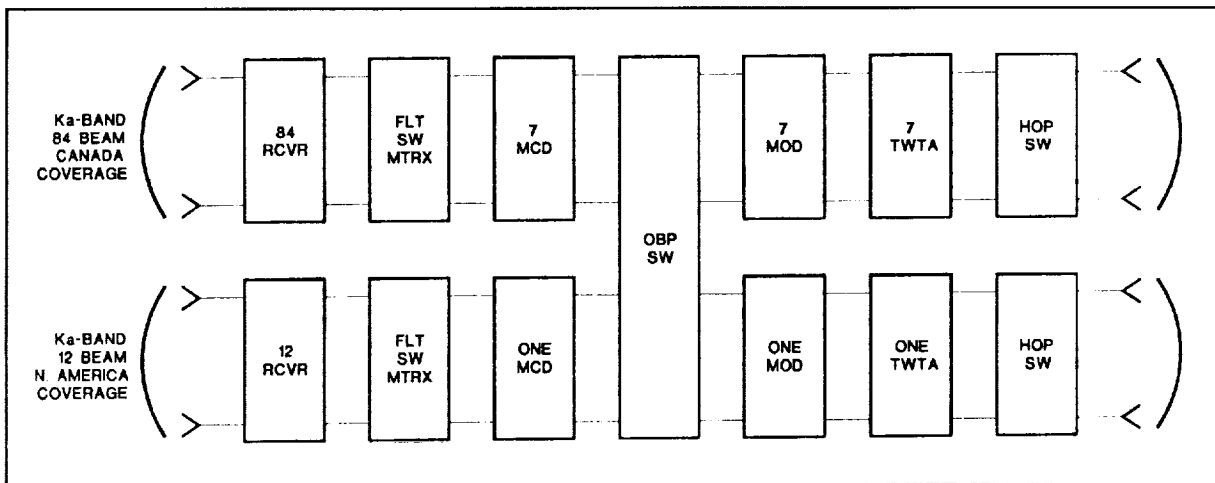 Ka-BAND
84 BEAM
CANADA
COVERAGE
84
RCVR
FLT
SW
MTRX
7
MCD
OBP
SW
7
MOD
7
TWTA
HOP
SW
Ka-BAND
12 BEAM
N. AMERICA
COVERAGE
12
RCVR
FLT
SW
MTRX
ONE
MCD
ONE
MOD
ONE
TWTA
HOP
SW